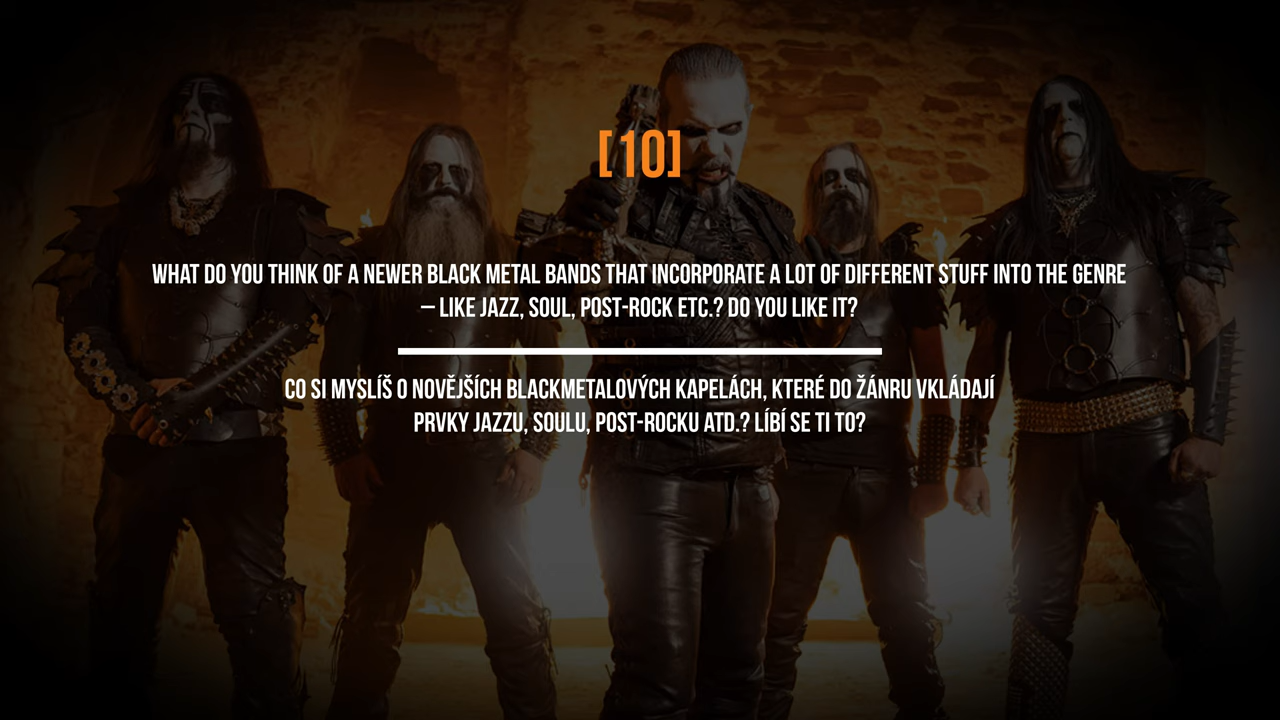 [10]
WHAT DO YOU THINK OF A NEWER BLACK METAL BANDS THAT INCORPORATE A LOT OF DIFFERENT STUFF INTO THE GENRE
– LIKE JAZZ, SOUL, POST-ROCK ETC.? DO YOU LIKE IT?
CO SI MYSLÍŠ O NOVĚJŠÍCH BLACKMETALOVÝCH KAPELÁCH, KTERÉ DO ŽÁNRU VKLÁDAJÍ
PRVKY JAZZU, SOULU, POST-ROCKU ATD.? LÍBÍ SE TI TO?